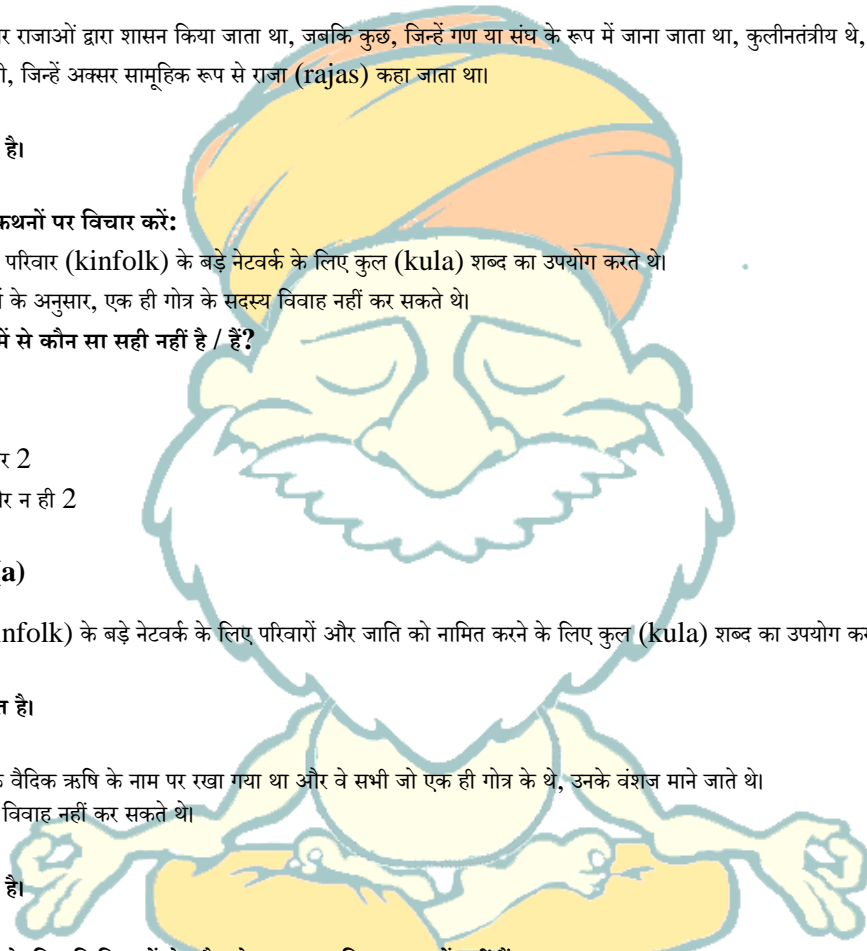 र राजाओं द्वारा शासन किया जाता था, जबकि कुछ, जिन्हें गण या संघ के रूप में जाना जाता था, कुलीनतंत्रीय थे,
ी, जिन्हें अक्सर सामूहिक रूप से राजा (rajas) कहा जाता था।
है।
कथनों पर विचार करें:
परिवार (kinfolk) के बड़े नेटवर्क के लिए कुल (kula) शब्द का उपयोग करते थे।
के अनुसार, एक ही गोत्र के सदस्य विवाह नहीं कर सकते थे।
में से कौन सा सही नहीं है / हैं?
र 2
र न ही 2
a)
nfolk) के बड़े नेटवर्क के लिए परिवारों और जाति को नामित करने के लिए कुल (kula) शब्द का उपयोग
त है।
वैदिक ऋषि के नाम पर रखा गया था और वे सभी जो एक ही गोत्र के थे, उनके वंशज माने जाते थे।
विवाह नहीं कर सकते थे।
है।